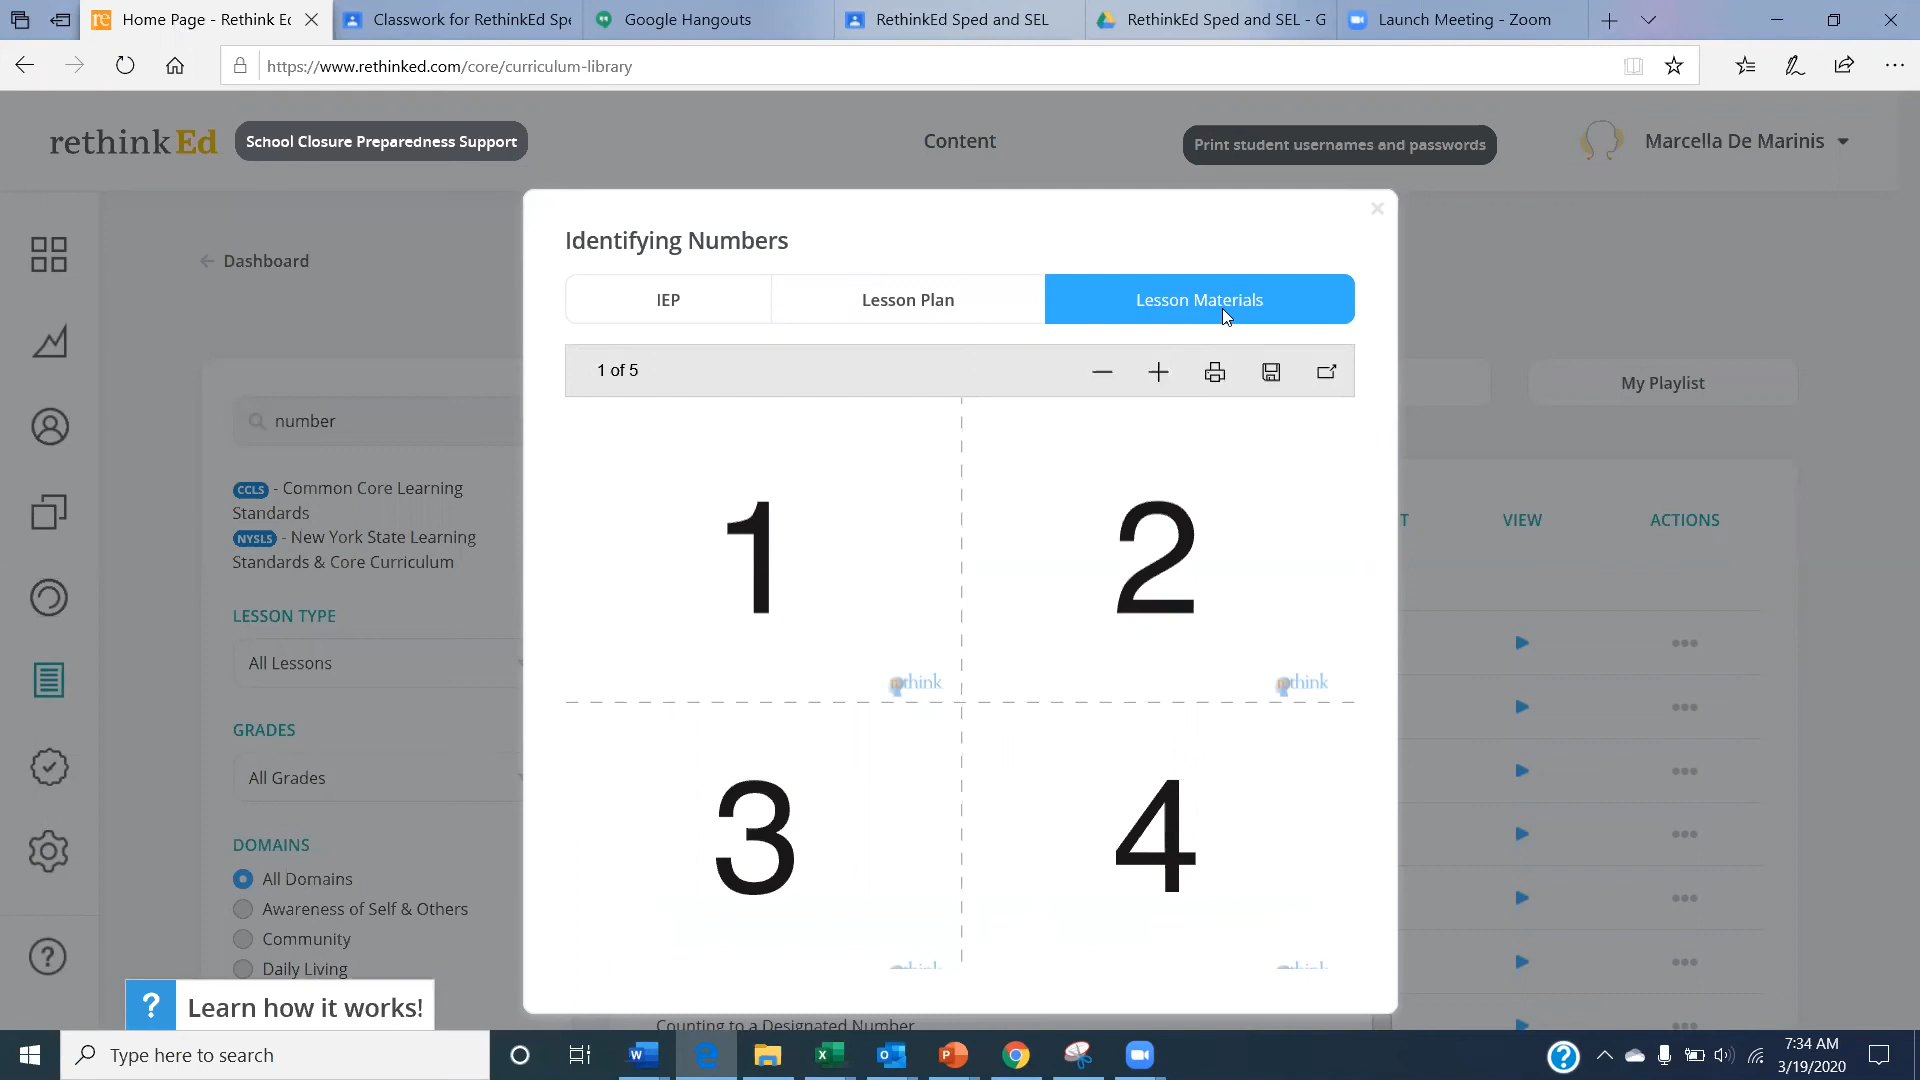 Home Page - Rethink Ec
Classwork for RethinkEd Spe
Google Hangouts
RethinkEd Sped and SEL
RethinkEd Sped and SEL - G
Launch Meeting - Zoom
https://www.rethinked.com/core/curriculum-library
rethinkEd
School Closure Preparedness Support
Content
Print student usernames and passwords
Marcella De Marinis
Dashboard
Identifying Numbers
IEP
Lesson Plan
Lesson Materials
1 of 5
My Playlist
number
CCLS - Common Core Learning
Standards
NYSLS - New York State Learning
Standards & Core Curriculum
T
VIEW
ACTIONS
LESSON TYPE
All Lessons
GRADES
All Grades
DOMAINS
All Domains
Awareness of Self & Others
Community
Daily Living
1
2
rethink
rethink
3
4
rethink
rethink
? Learn how it works!
Counting to a Designated Number
Type here to search
7:34 AM
3/19/2020